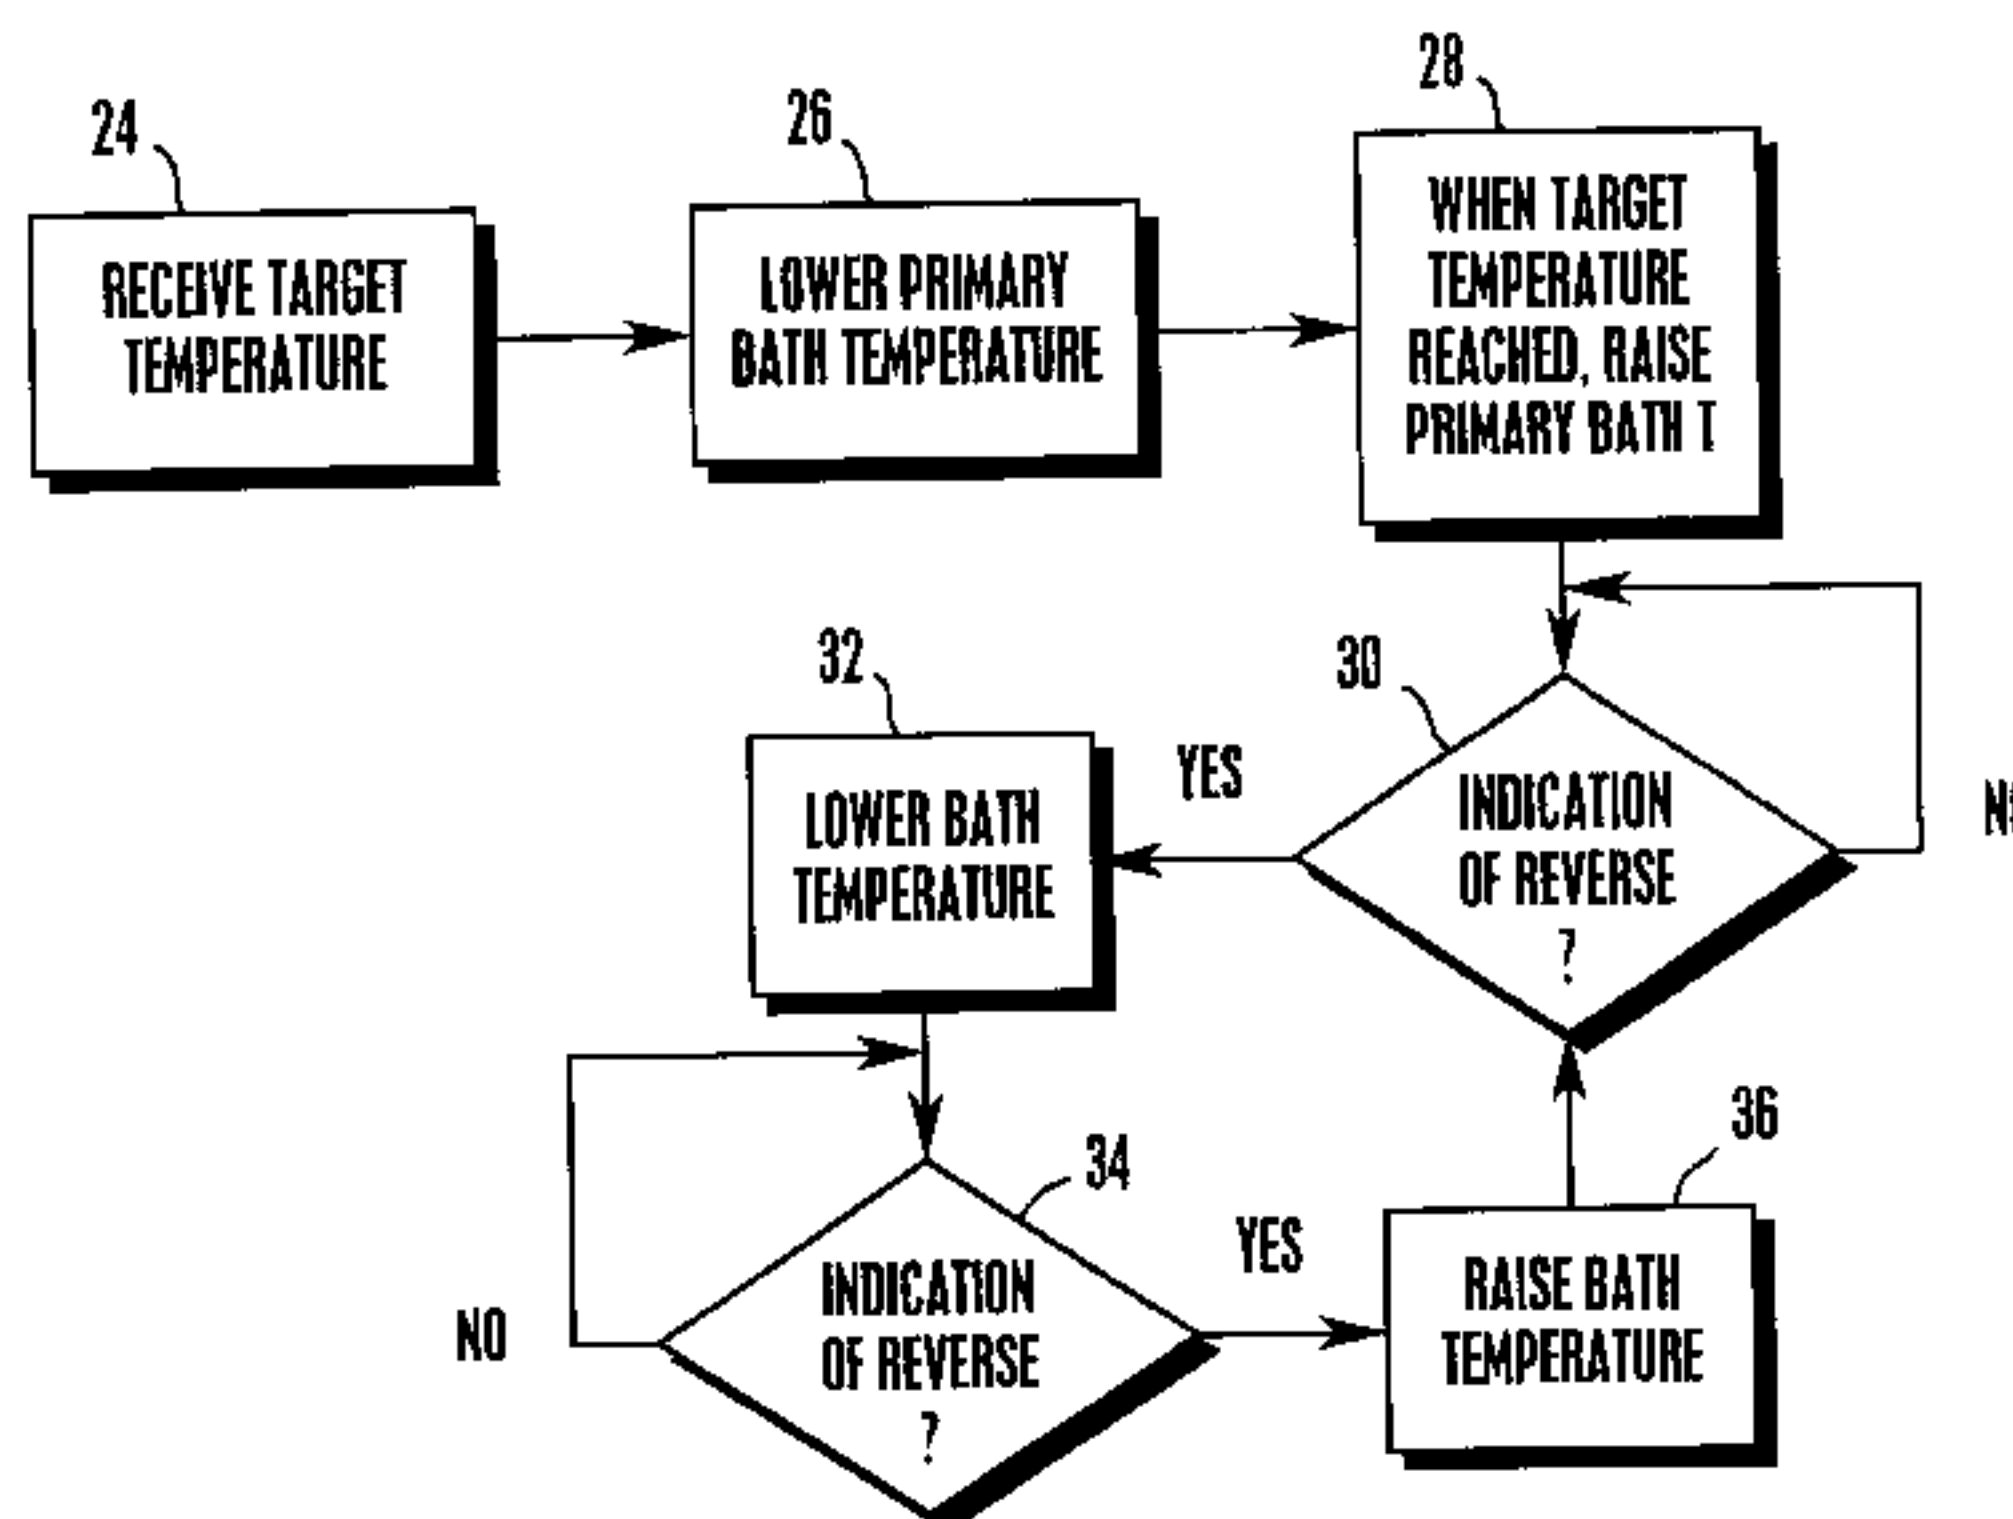 24
26
28
RECEIVE TARGET
TEMPERATURE
LOWER PRIMARY
BATH TEMPERATURE
WHEN TARGET
TEMPERATURE
REACHED, RAISE
PRIMARY BATH T
32
30
LOWER BATH
TEMPERATURE
YES
INDICATION
OF REVERSE
?
34
36
NO
INDICATION
OF REVERSE
?
YES
RAISE BATH
TEMPERATURE